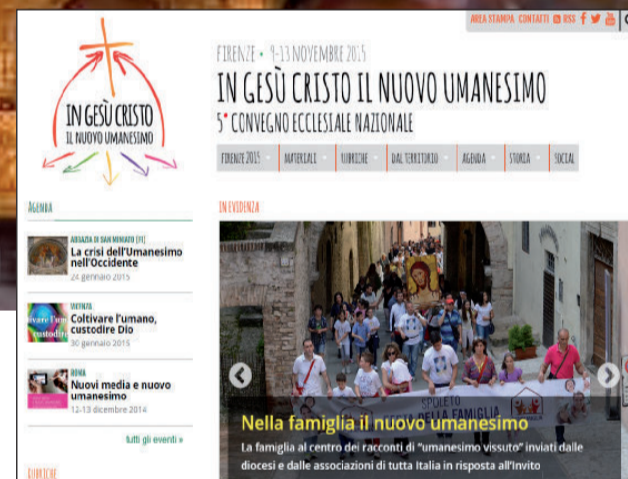 AREA STAMPA CONTATTI RSS
IN GESÙ CRISTO
IL NUOVO UMANESIMO
FIRENZE • 9-13 NOVEMBRE 2015
IN GESÙ CRISTO IL NUOVO UMANESIMO
5° CONVEGNO ECCLESIALE NAZIONALE
FIRENZE 2015 MATERIALI RUBRICHE DAL TERRITORIO AGENDA STORIA SOCIAL
AGENDA
ABBAZIA DI SAN MINIATO [FI]
La crisi dell'Umanesimo
nell'Occidente
24 gennaio 2015
VICENZA
Coltivare l'umano,
custodire Dio
30 gennaio 2015
ROMA
Nuovi media e nuovo
umanesimo
12-13 dicembre 2014
tutti gli eventi »
RUBRICHE
IN EVIDENZA
SPOLETO
FESTA DELLA FAMIGLIA
Nella famiglia il nuovo umanesimo
La famiglia al centro dei racconti di "umanesimo vissuto" inviati dalle
diocesi e dalle associazioni di tutta Italia in risposta all'Invito